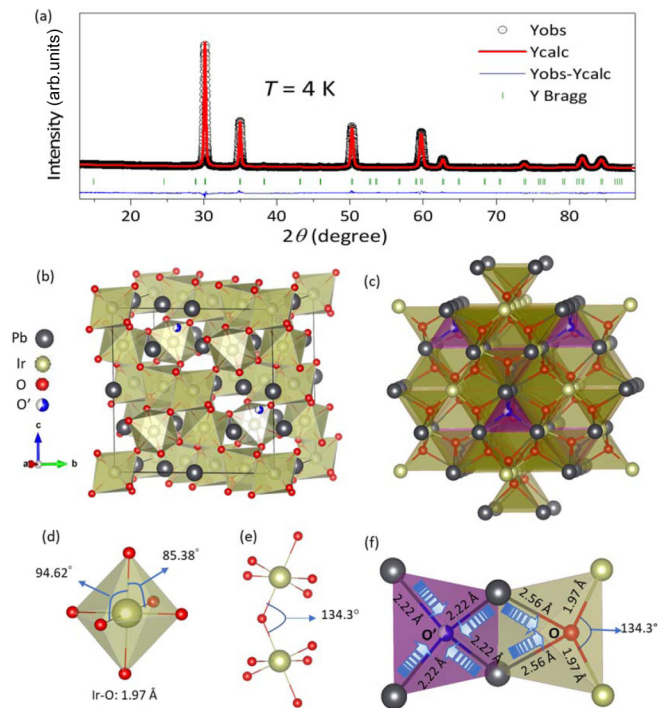 (a)
Intensity (arb.units)
T = 4 K
Yobs
Ycalc
Yobs-Ycalc
Y Bragg
20 30 40 50 60 70 80
2θ (degree)
(b)
Pb
Ir
O
O'
c
a b
(c)
(d)
94.62°
85.38°
Ir-O: 1.97 Å
(e)
134.3°
(f)
2.22 Å
2.22 Å
2.56 Å
1.97 Å
O'
O
134.3°
2.22 Å
2.22 Å
2.56 Å
1.97 Å